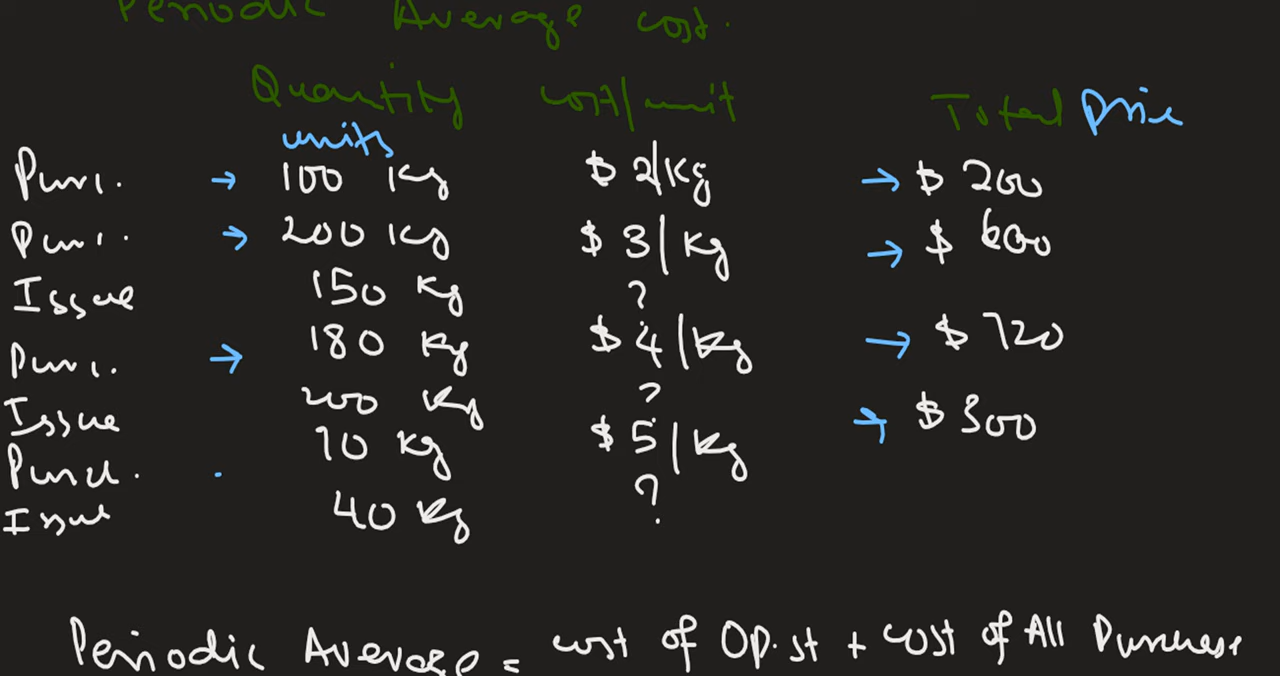 Periodic Average cost.
Quantity cost/unit Total Price
units
Purc. → 100 Kg $ 2/Kg → $ 200
Purc. → 200 Kg $ 3/Kg → $ 600
Issue 150 Kg ?
Purc. → 180 Kg $ 4/Kg → $ 720
Issue 200 Kg ?
Purch. 70 Kg $ 5/Kg → $
Issue 40 Kg ?
Periodic Average = cost of Op.st + cost of All Purchase